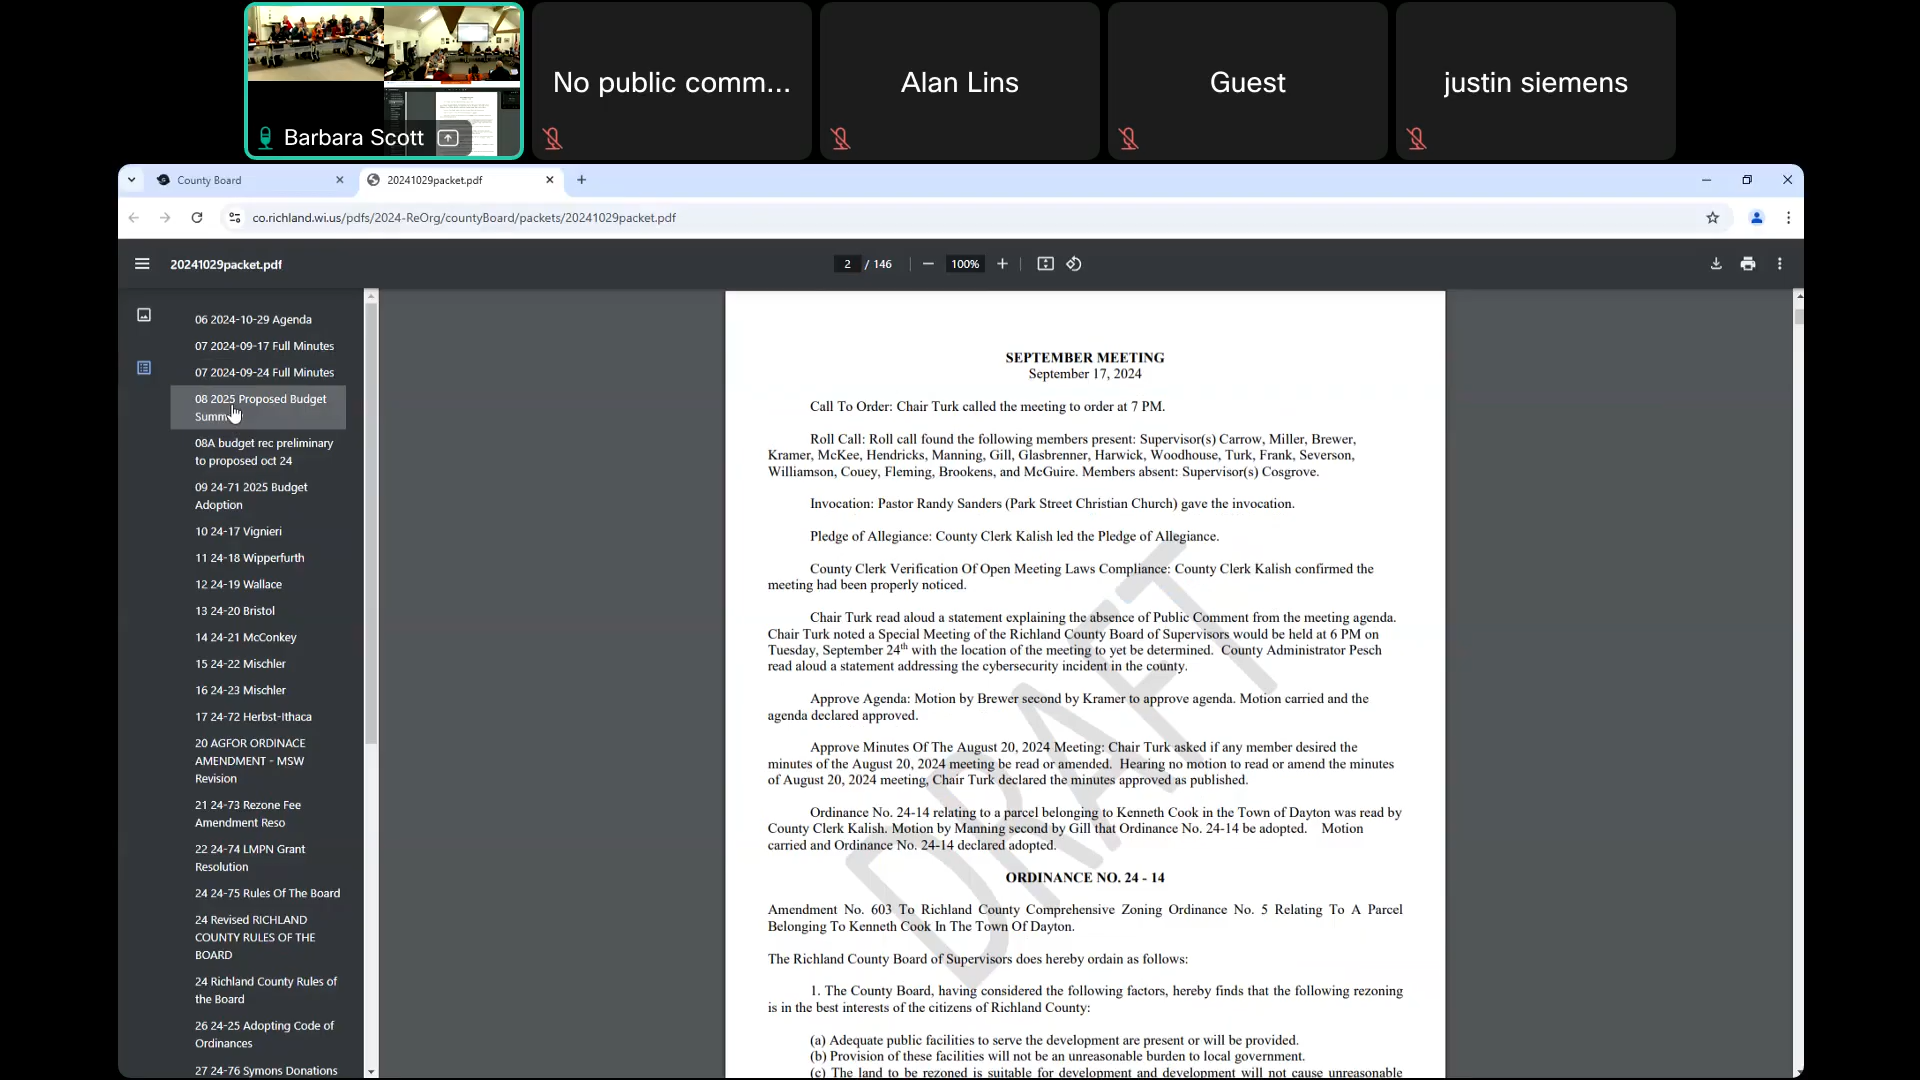 No public comm...
Alan Lins
Guest
justin siemens
Barbara Scott
County Board
20241029packet.pdf
co.richland.wi.us/pdfs/2024-ReOrg/countyBoard/packets/20241029packet.pdf
20241029packet.pdf
2 / 146
100%
06 2024-10-29 Agenda
07 2024-09-17 Full Minutes
07 2024-09-24 Full Minutes
08 2025 Proposed Budget
08A budget rec preliminary
to proposed oct 24
09 24-71 2025 Budget
Adoption
10 24-17 Vignieri
11 24-18 Wipperfurth
12 24-19 Wallace
13 24-20 Bristol
14 24-21 McConkey
15 24-22 Mischler
16 24-23 Mischler
17 24-72 Herbst-Ithaca
20 AGFOR ORDINACE
AMENDMENT - MSW
Revision
21 24-73 Rezone Fee
Amendment Reso
22 24-74 LMPN Grant
Resolution
24 24-75 Rules Of The Board
24 Revised RICHLAND
COUNTY RULES OF THE
BOARD
24 Richland County Rules of
the Board
26 24-25 Adopting Code of
Ordinances
27 24-76 Symons Donations
SEPTEMBER MEETING
September 17, 2024
Call To Order: Chair Turk called the meeting to order at 7 PM.
Roll Call: Roll call found the following members present: Supervisor(s) Carrow, Miller, Brewer,
Kramer, McKee, Hendricks, Manning, Gill, Glasbrenner, Harwick, Woodhouse, Turk, Frank, Severson,
Williamson, Couey, Fleming, Brookens, and McGuire. Members absent: Supervisor(s) Cosgrove.
Invocation: Pastor Randy Sanders (Park Street Christian Church) gave the invocation.
Pledge of Allegiance: County Clerk Kalish led the Pledge of Allegiance.
County Clerk Verification Of Open Meeting Laws Compliance: County Clerk Kalish confirmed the
meeting had been properly noticed.
Chair Turk read aloud a statement explaining the absence of Public Comment from the meeting agenda.
Chair Turk noted a Special Meeting of the Richland County Board of Supervisors would be held at 6 PM on
Tuesday, September 24th with the location of the meeting to yet be determined. County Administrator Pesch
read aloud a statement addressing the cybersecurity incident in the county.
Approve Agenda: Motion by Brewer second by Kramer to approve agenda. Motion carried and the
agenda declared approved.
Approve Minutes Of The August 20, 2024 Meeting: Chair Turk asked if any member desired the
minutes of the August 20, 2024 meeting be read or amended. Hearing no motion to read or amend the minutes
of August 20, 2024 meeting, Chair Turk declared the minutes approved as published.
Ordinance No. 24-14 relating to a parcel belonging to Kenneth Cook in the Town of Dayton was read by
County Clerk Kalish. Motion by Manning second by Gill that Ordinance No. 24-14 be adopted. Motion
carried and Ordinance No. 24-14 declared adopted.
ORDINANCE NO. 24 - 14
Amendment No. 603 To Richland County Comprehensive Zoning Ordinance No. 5 Relating To A Parcel
Belonging To Kenneth Cook In The Town Of Dayton.
The Richland County Board of Supervisors does hereby ordain as follows:
1. The County Board, having considered the following factors, hereby finds that the following rezoning
is in the best interests of the citizens of Richland County:
(a) Adequate public facilities to serve the development are present or will be provided.
(b) Provision of these facilities will not be an unreasonable burden to local government.
(c) The land to be rezoned is suitable for development and development will not cause unreasonable
DRAFT